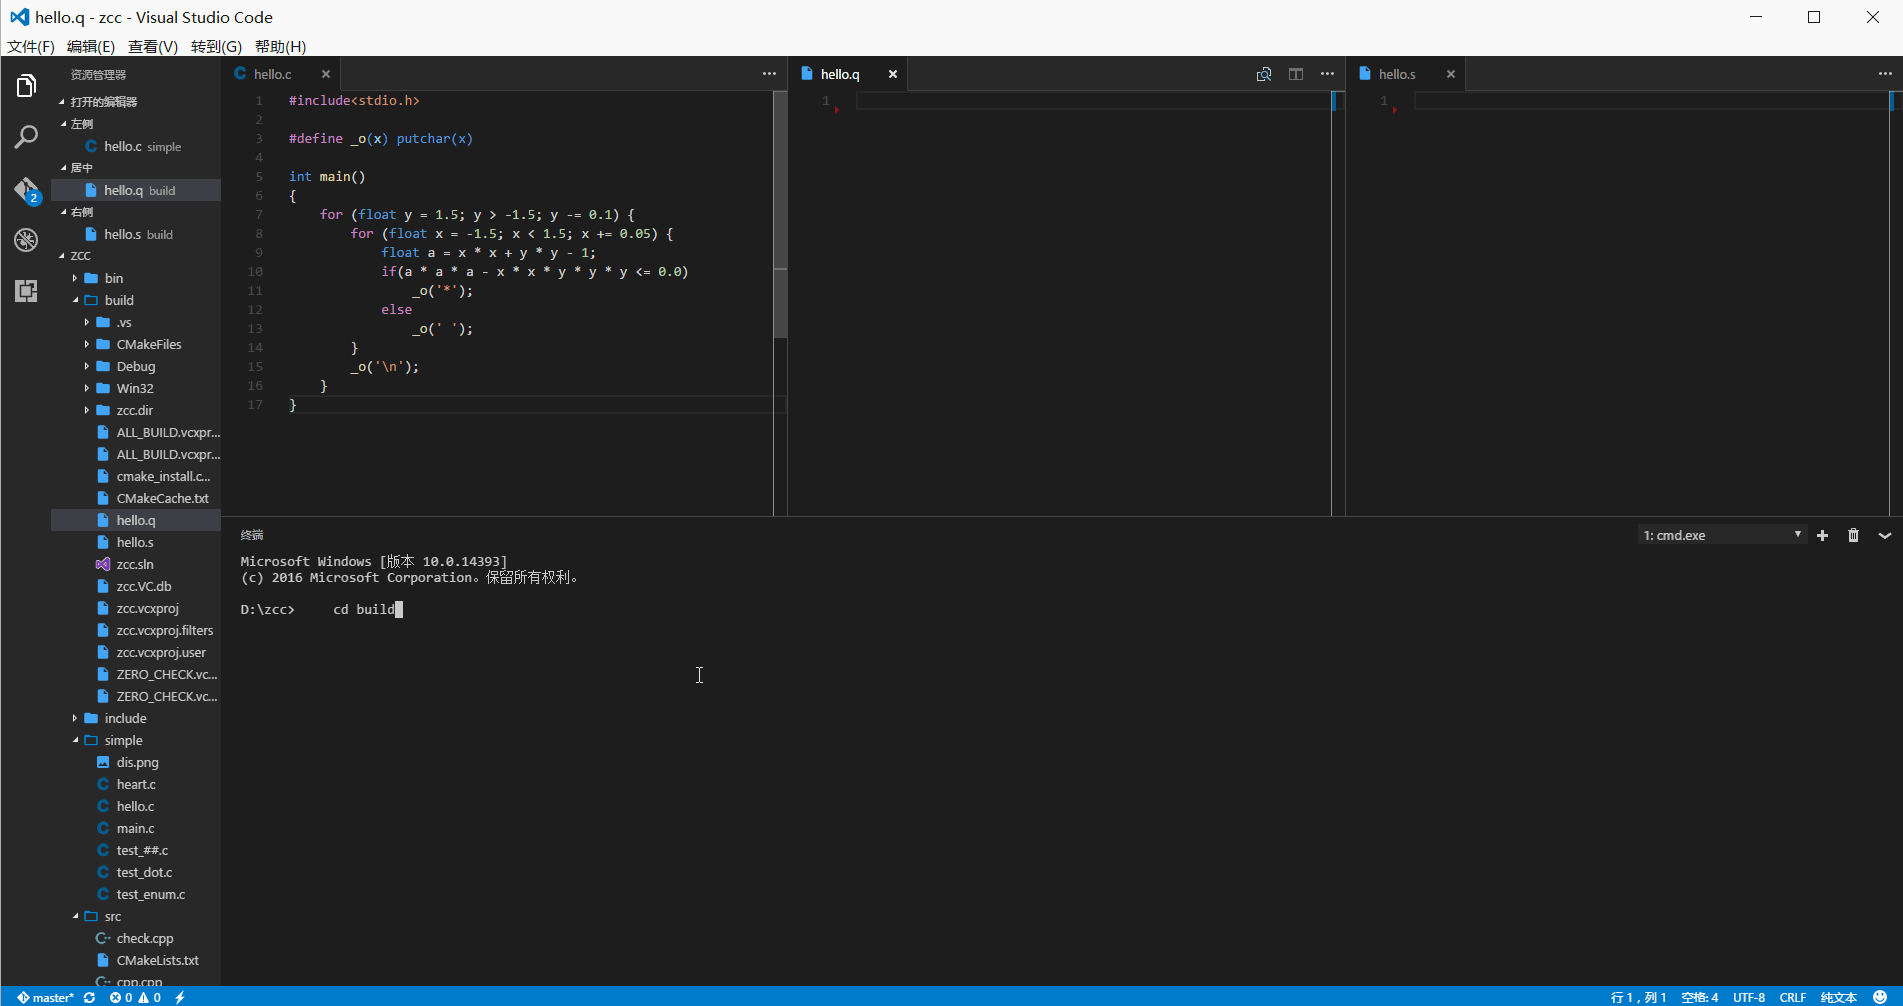 hello.q - zcc - Visual Studio Code
文件(F) 编辑(E) 查看(V) 转到(G) 帮助(H)
资源管理器
打开的编辑器
左侧
hello.c simple
居中
hello.q build
右侧
hello.s build
ZCC
bin
build
.vs
CMakeFiles
Debug
Win32
zcc.dir
ALL_BUILD.vcxpr...
ALL_BUILD.vcxpr...
cmake_install.c...
CMakeCache.txt
hello.q
hello.s
zcc.sln
zcc.VC.db
zcc.vcxproj
zcc.vcxproj.filters
zcc.vcxproj.user
ZERO_CHECK.vc...
ZERO_CHECK.vc...
include
simple
dis.png
heart.c
hello.c
main.c
test_##.c
test_dot.c
test_enum.c
src
check.cpp
CMakeLists.txt
cpp.cpp
2
hello.c
1 #include<stdio.h>
2
3 #define _o(x) putchar(x)
4
5 int main()
6 {
7 for (float y = 1.5; y > -1.5; y -= 0.1) {
8 for (float x = -1.5; x < 1.5; x += 0.05) {
9 float a = x * x + y * y - 1;
10 if(a * a * a - x * x * y * y * y <= 0.0)
11 _o('*');
12 else
13 _o(' ');
14 }
15 _o('\n');
16 }
17 }
hello.q
1
hello.s
1
终端
1: cmd.exe
Microsoft Windows [版本 10.0.14393]
(c) 2016 Microsoft Corporation。保留所有权利。
D:\zcc> cd build
master* 0 0
行 1，列 1 空格: 4 UTF-8 CRLF 纯文本